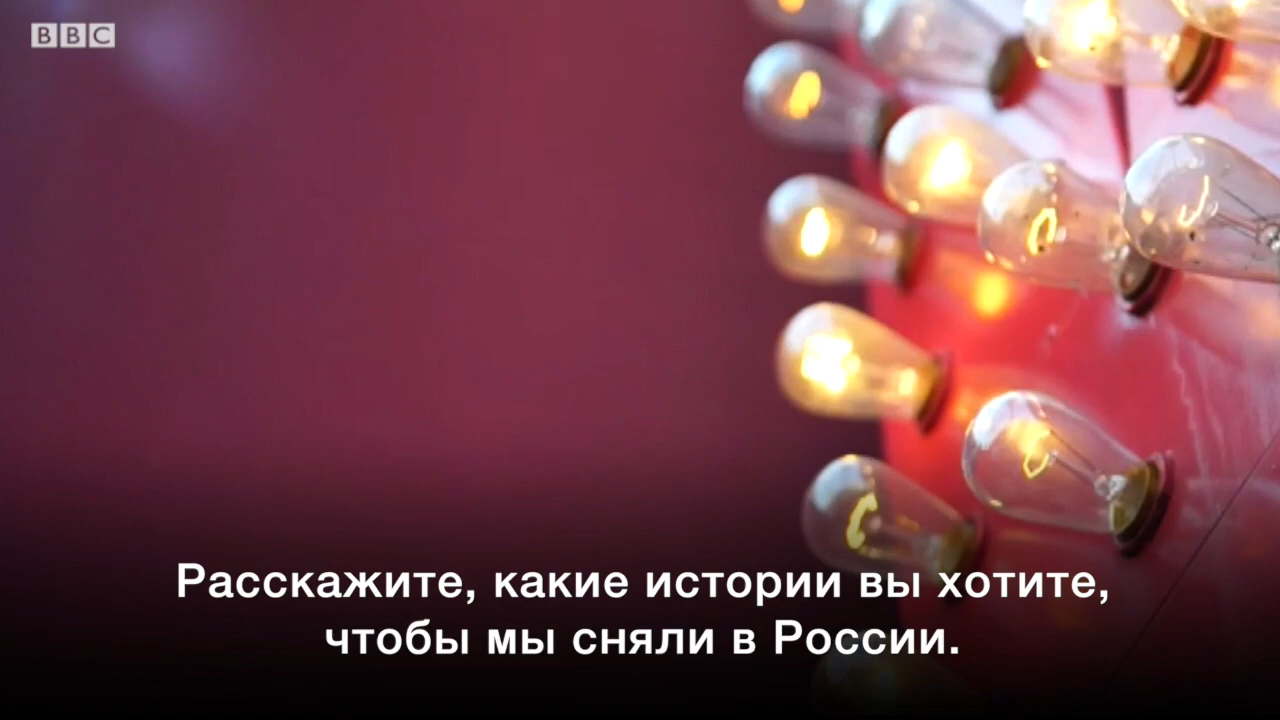 BBC
Расскажите, какие истории вы хотите,
чтобы мы сняли в России.